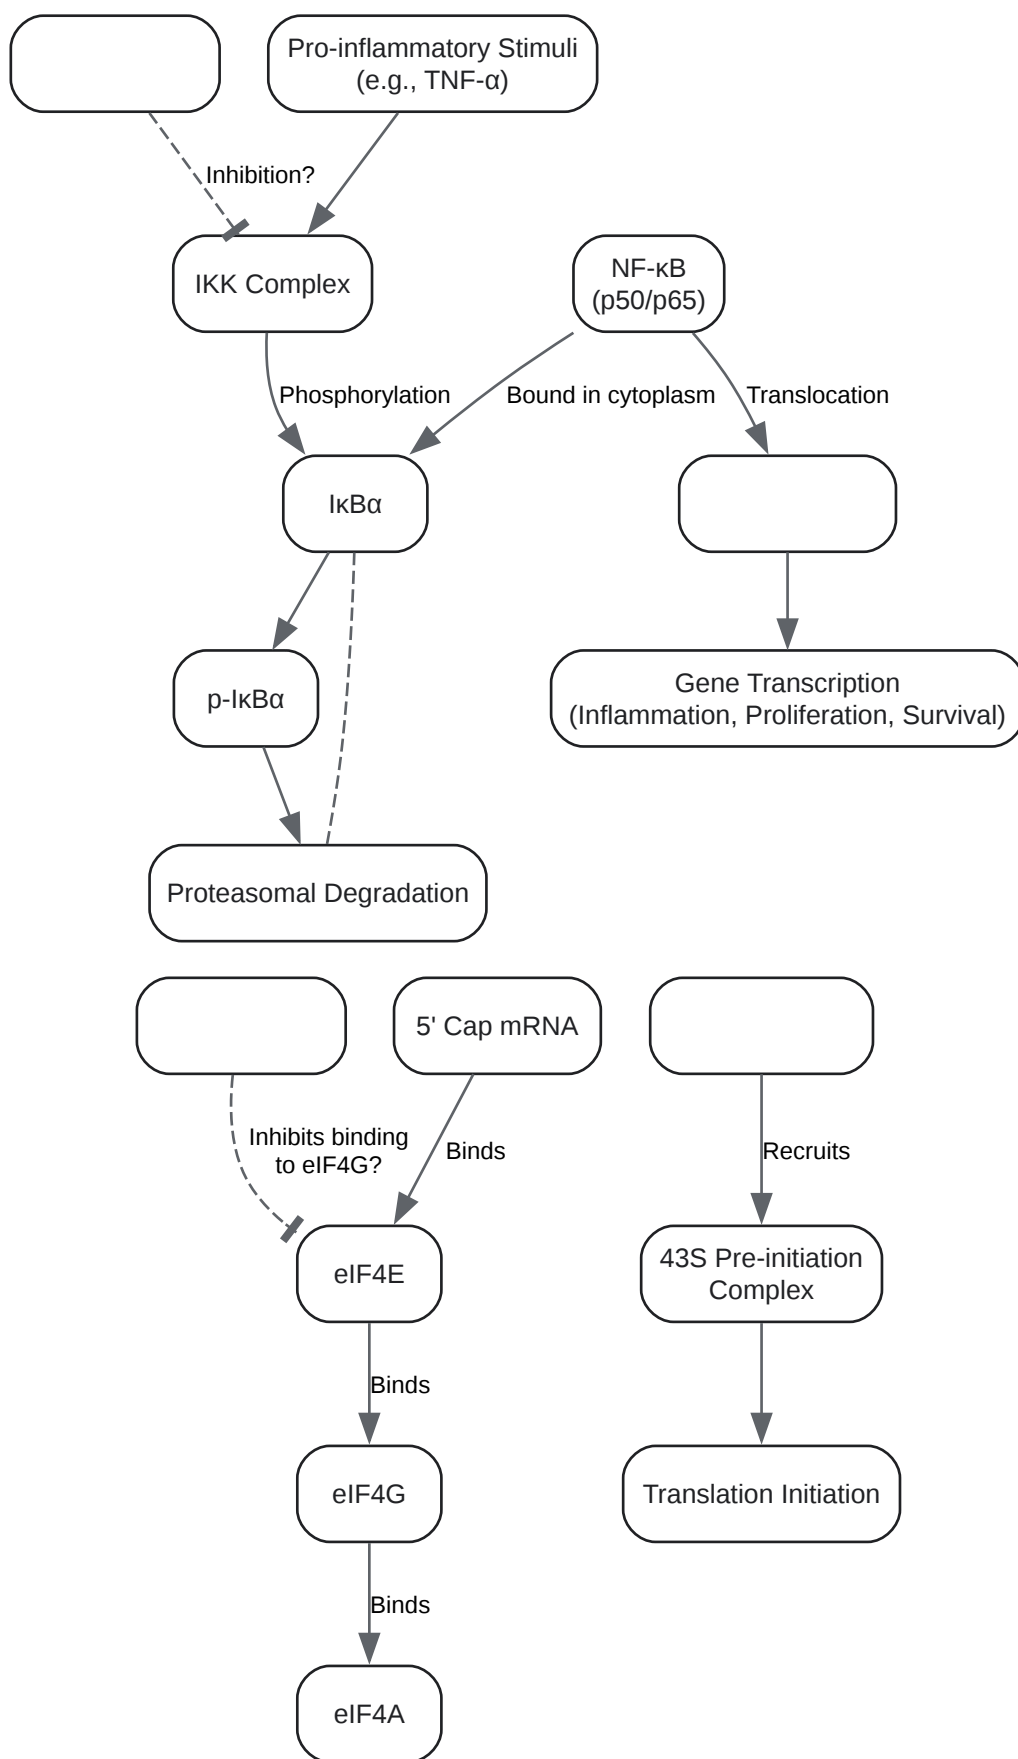 Pro-inflammatory Stimuli
(e.g., TNF-α)
Inhibition?
IKK Complex
NF-κB
(p50/p65)
Phosphorylation
Bound in cytoplasm
Translocation
IκBα
p-IκBα
Gene Transcription
(Inflammation, Proliferation, Survival)
Proteasomal Degradation
5' Cap mRNA
Inhibits binding
to eIF4G?
Binds
Recruits
eIF4E
43S Pre-initiation
Complex
Binds
eIF4G
Translation Initiation
Binds
eIF4A